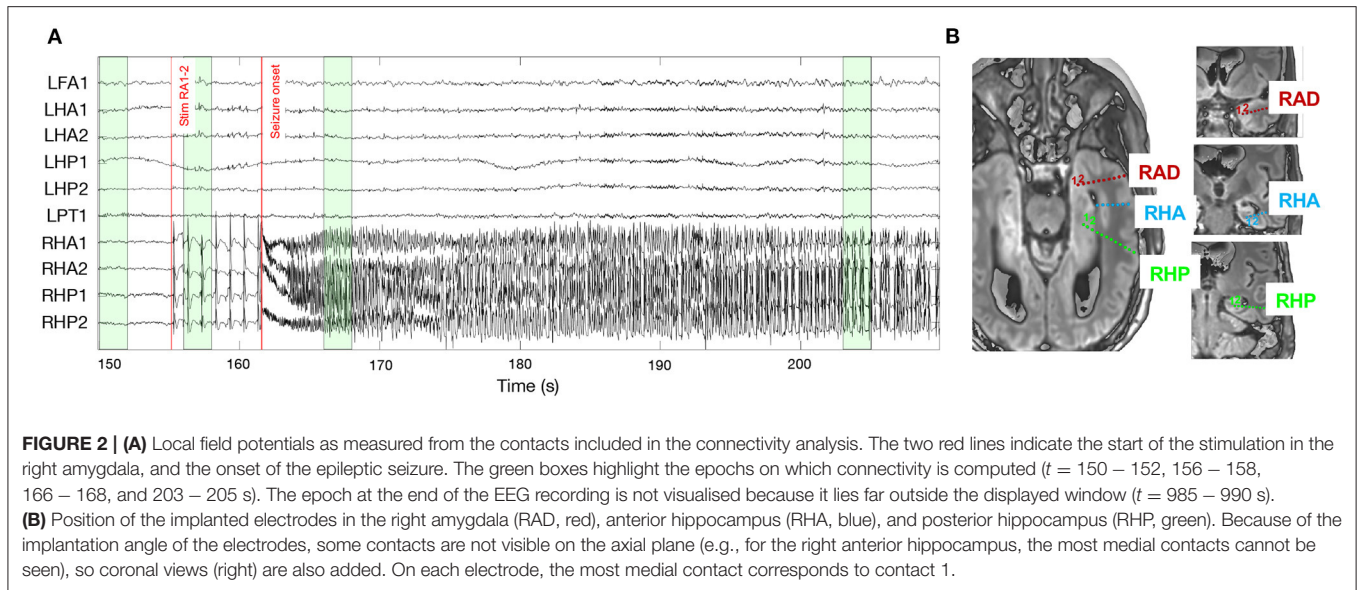 A
B
LFA1
LHA1
LHA2
LHP1
LHP2
LPT1
RHA1
RHA2
RHP1
RHP2
Stim RA1-2
Seizure onset
150
160
170
180
190
200
Time (s)
12
RAD
RHA
12
RHP
12
RAD
12
RHA
12
RHP
FIGURE 2 | (A) Local field potentials as measured from the contacts included in the connectivity analysis. The two red lines indicate the start of the stimulation in the
right amygdala, and the onset of the epileptic seizure. The green boxes highlight the epochs on which connectivity is computed (t = 150 − 152, 156 − 158,
166 − 168, and 203 − 205 s). The epoch at the end of the EEG recording is not visualised because it lies far outside the displayed window (t = 985 − 990 s).
(B) Position of the implanted electrodes in the right amygdala (RAD, red), anterior hippocampus (RHA, blue), and posterior hippocampus (RHP, green). Because of the
implantation angle of the electrodes, some contacts are not visible on the axial plane (e.g., for the right anterior hippocampus, the most medial contacts cannot be
seen), so coronal views (right) are also added. On each electrode, the most medial contact corresponds to contact 1.